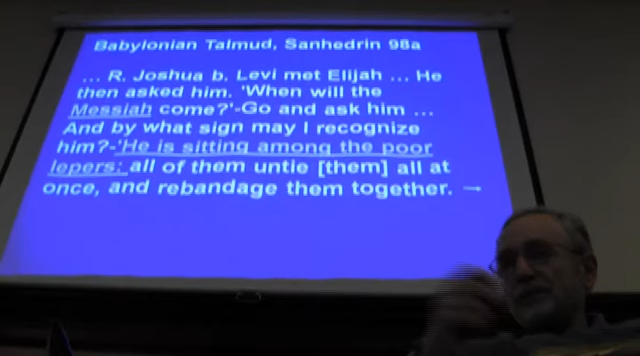 Babylonian Talmud, Sanhedrin 98a
... R. Joshua b. Levi met Elijah ... He
then asked him. 'When will the
Messiah come?'-Go and ask him ...
And by what sign may I recognize
him?-'He is sitting among the poor
lepers: all of them untie [them] all at
once, and rebandage them together. →